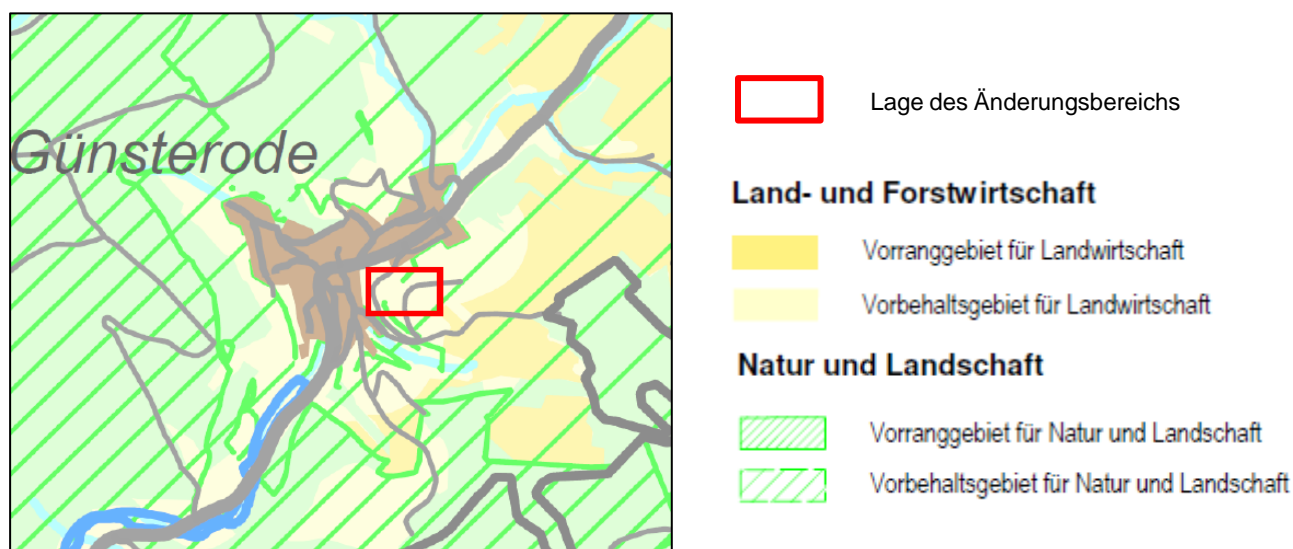 Günsterode
Lage des Änderungsbereichs
Land- und Forstwirtschaft
Vorranggebiet für Landwirtschaft
Vorbehaltsgebiet für Landwirtschaft
Natur und Landschaft
Vorranggebiet für Natur und Landschaft
Vorbehaltsgebiet für Natur und Landschaft